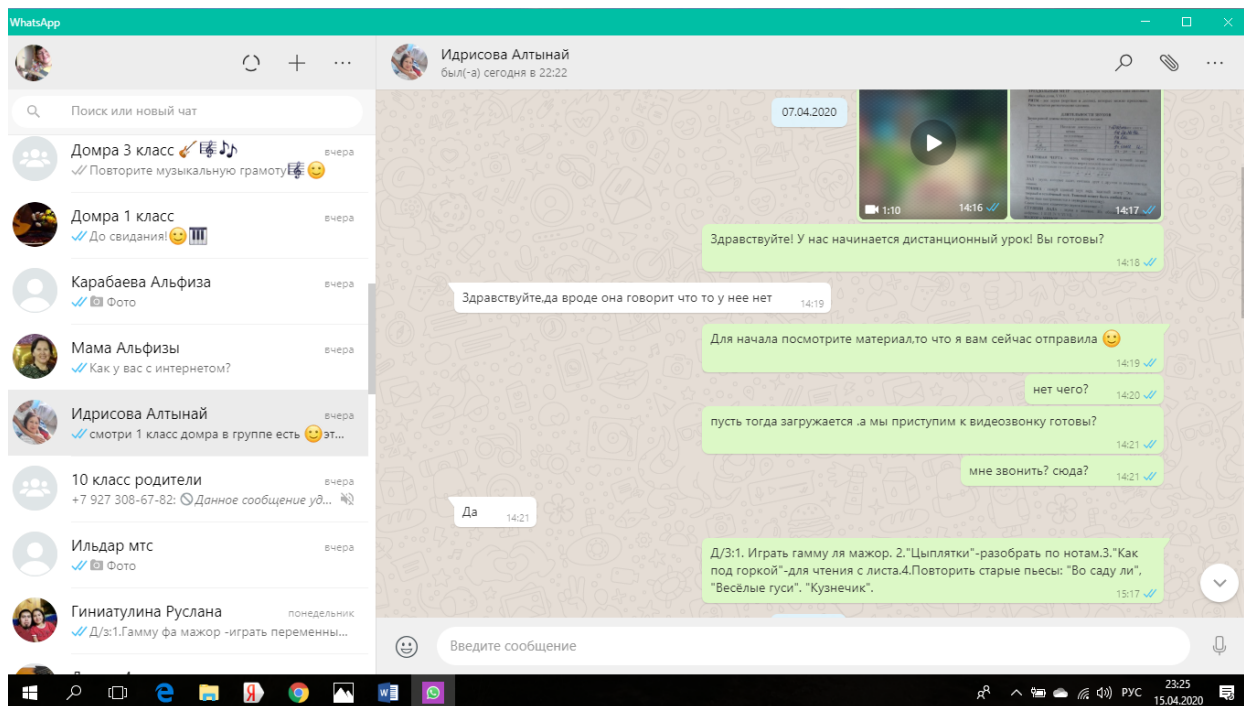 WhatsApp
Поиск или новый чат
Домра 3 класс
вчера
Повторите музыкальную грамоту
Домра 1 класс
вчера
До свидания!
Карабаева Альфиза
вчера
Фото
Мама Альфизы
вчера
Как у вас с интернетом?
Идрисова Алтынай
вчера
смотри 1 класс домра в группе есть 😊эт...
10 класс родители
вчера
+7 927 308-67-82: Данное сообщение уд...
Ильдар мтс
вчера
Фото
Гиниатулина Руслана
понедельник
Д/з:1.Гамму фа мажор -играть переменны...
Идрисова Алтынай
был(-а) сегодня в 22:22
07.04.2020
1:10
14:16
14:17
Здравствуйте! У нас начинается дистанционный урок! Вы готовы?
14:18
Здравствуйте,да вроде она говорит что то у нее нет
14:19
Для начала посмотрите материал,то что я вам сейчас отправила 😊
14:19
нет чего?
14:20
пусть тогда загружается .а мы приступим к видеозвонку готовы?
14:21
мне звонить? сюда?
14:21
Да
14:21
Д/З:1. Играть гамму ля мажор. 2."Цыплятки"-разобрать по нотам.3."Как
под горкой"-для чтения с листа.4.Повторить старые пьесы: "Во саду ли",
"Весёлые гуси". "Кузнечик".
15:17
Введите сообщение
РУС
23:25
15.04.2020